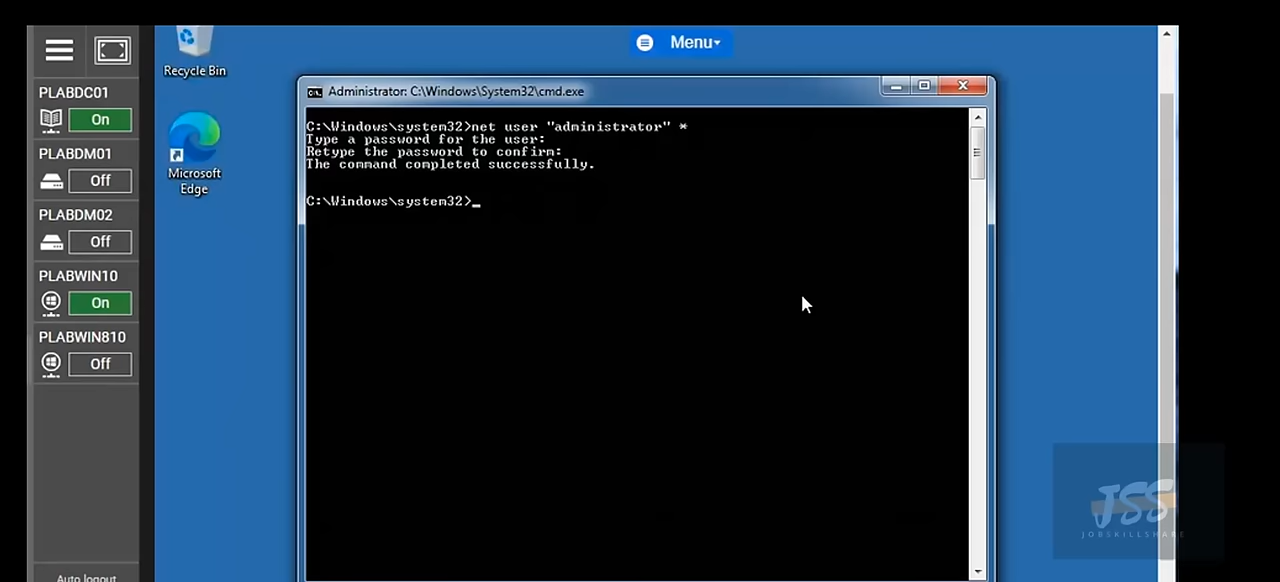 PLABDC01
On
PLABDM01
Off
PLABDM02
Off
PLABWIN10
On
PLABWIN810
Off
Auto logout
Recycle Bin
Microsoft
Edge
Menu
Administrator: C:\Windows\System32\cmd.exe
C:\Windows\system32>net user "administrator" *
Type a password for the user:
Retype the password to confirm:
The command completed successfully.
C:\Windows\system32>_
JSS
JOBSKILLSHARE